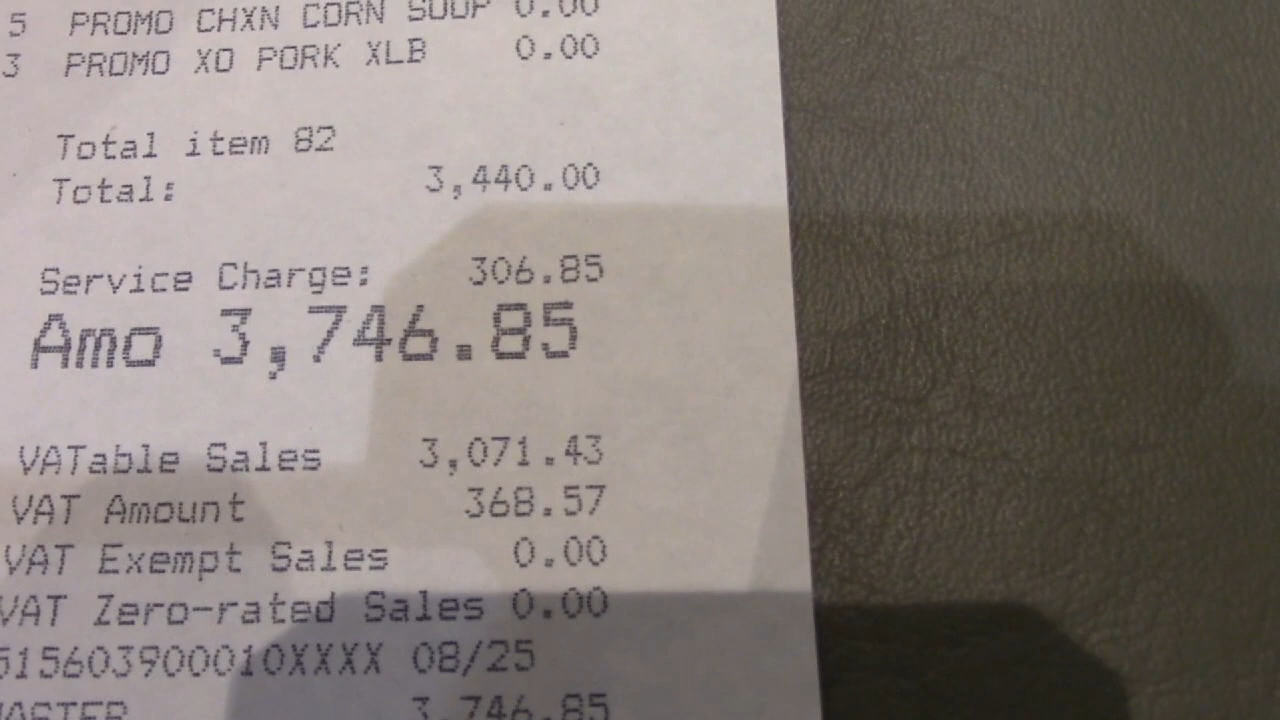 5 PROMO CHXN CORN SOUP 0.00
3 PROMO XO PORK XLB 0.00
Total item 82
Total: 3,440.00
Service Charge: 306.85
Amo 3,746.85
VATable Sales 3,071.43
VAT Amount 368.57
VAT Exempt Sales 0.00
VAT Zero-rated Sales 0.00
515603900010XXXX 08/25
MASTER 3,746.85